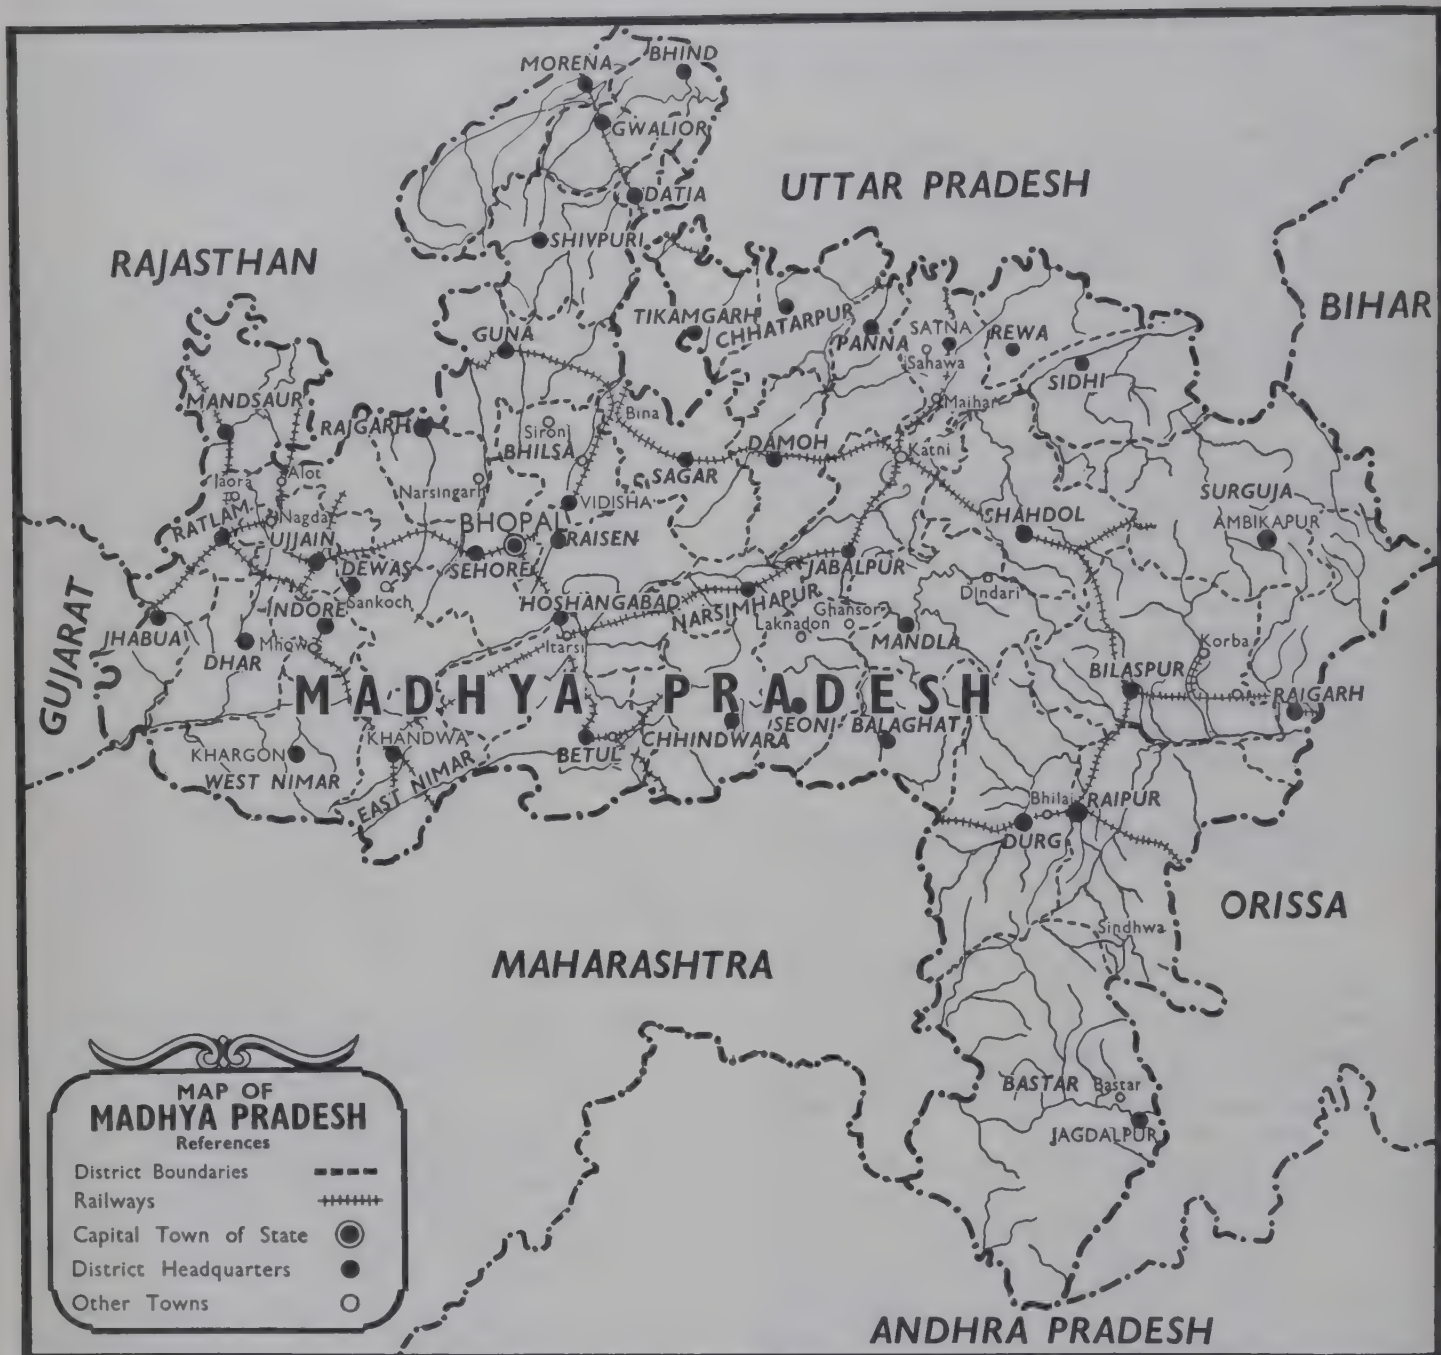 MORENA
BHIND
GWALIOR
DATIA
SHIVPURI
UTTAR PRADESH
RAJASTHAN
BIHAR
GUNA
TIKAMGARH
CHHATARPUR
PANNA
SATNA
Sahawa
REWA
SIDHI
Maihar
MANDSAUR
RAJGARH
Sironj
BHILSA
Bina
SAGAR
DAMOH
Katni
Jaora
Alot
Narsingarh
VIDISHA
SURGUJA
AMBIKAPUR
RATLAM
Nagda
UJJAIN
BHOPAL
RAISEN
SHAHDOL
DEWAS
SEHORE
JABALPUR
Sankoch
Dindari
INDORE
HOSHANGABAD
NARSIMHAPUR
Ghansor
Laknadon
MANDLA
GUJARAT
JHABUA
DHAR
Mhow
Itarsi
Korba
BILASPUR
RAIGARH
MADHYA PRADESH
SEONI
BALAGHAT
KHARGON
WEST NIMAR
KHANDWA
EAST NIMAR
BETUL
CHHINDWARA
Bhilai
RAIPUR
DURG
ORISSA
Sindhwa
MAHARASHTRA
BASTAR
Bastar
JAGDALPUR
MAP OF
MADHYA PRADESH
References
District Boundaries
Railways
Capital Town of State
District Headquarters
Other Towns
ANDHRA PRADESH